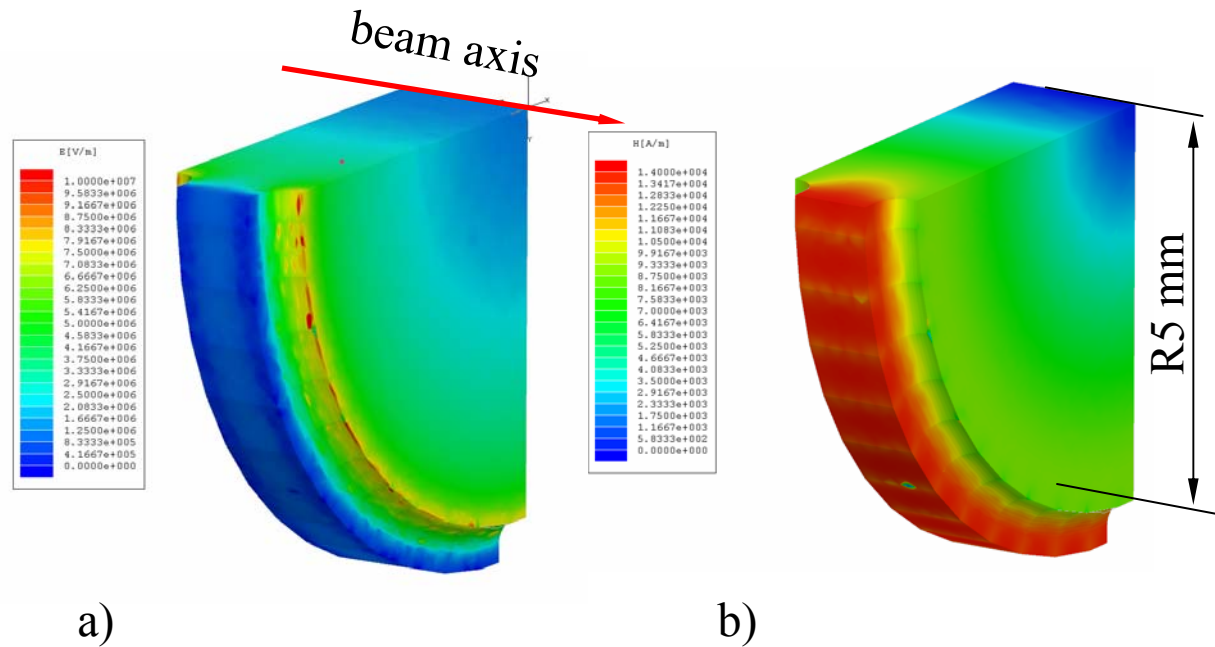 beam axis
X
Y
E[V/m]
1.0000e+007
9.5833e+006
9.1667e+006
8.7500e+006
8.3333e+006
7.9167e+006
7.5000e+006
7.0833e+006
6.6667e+006
6.2500e+006
5.8333e+006
5.4167e+006
5.0000e+006
4.5833e+006
4.1667e+006
3.7500e+006
3.3333e+006
2.9167e+006
2.5000e+006
2.0833e+006
1.6667e+006
1.2500e+006
8.3333e+005
4.1667e+005
0.0000e+000
H[A/m]
1.4000e+004
1.3417e+004
1.2833e+004
1.2250e+004
1.1667e+004
1.1083e+004
1.0500e+004
9.9167e+003
9.3333e+003
8.7500e+003
8.1667e+003
7.5833e+003
7.0000e+003
6.4167e+003
5.8333e+003
5.2500e+003
4.6667e+003
4.0833e+003
3.5000e+003
2.9167e+003
2.3333e+003
1.7500e+003
1.1667e+003
5.8333e+002
0.0000e+000
R5 mm
a)
b)